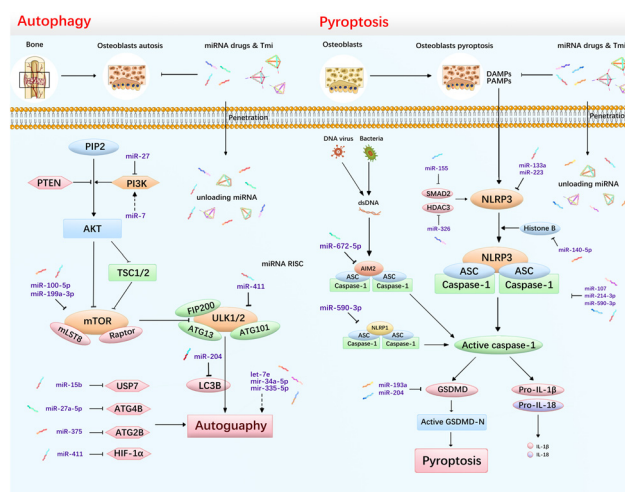 Autophagy
Bone
Osteoblasts autosis
miRNA drugs & Tmi
Penetration
PIP2
miR-27
PTEN
PI3K
miR-7
unloading miRNA
AKT
TSC1/2
miRNA RISC
miR-100-5p
miR-199a-3p
miR-411
FIP200
mTOR
ULK1/2
mLST8
Raptor
ATG13
ATG101
miR-204
LC3B
let-7e
mir-34a-5p
mir-335-5p
miR-15b
USP7
miR-27a-5p
ATG4B
miR-375
ATG2B
miR-411
HIF-1α
Autoguaphy
Pyroptosis
Osteoblasts
Osteoblasts pyroptosis
miRNA drugs & Tmi
DAMPs
PAMPs
Penetration
DNA virus
Bacteria
miR-155
miR-133a
miR-223
SMAD2
HDAC3
NLRP3
unloading miRNA
dsDNA
miR-326
Histone B
miR-672-5p
miR-140-5p
AIM2
ASC
ASC
Caspase-1
Caspase-1
NLRP3
ASC
ASC
Caspase-1
Caspase-1
miR-107
miR-214-3p
miR-590-3p
miR-590-3p
NLRP1
ASC
ASC
Caspase-1
Caspase-1
Active caspase-1
miR-193a
miR-204
GSDMD
Pro-IL-1β
Pro-IL-18
Active GSDMD-N
IL-1β
IL-18
Pyroptosis